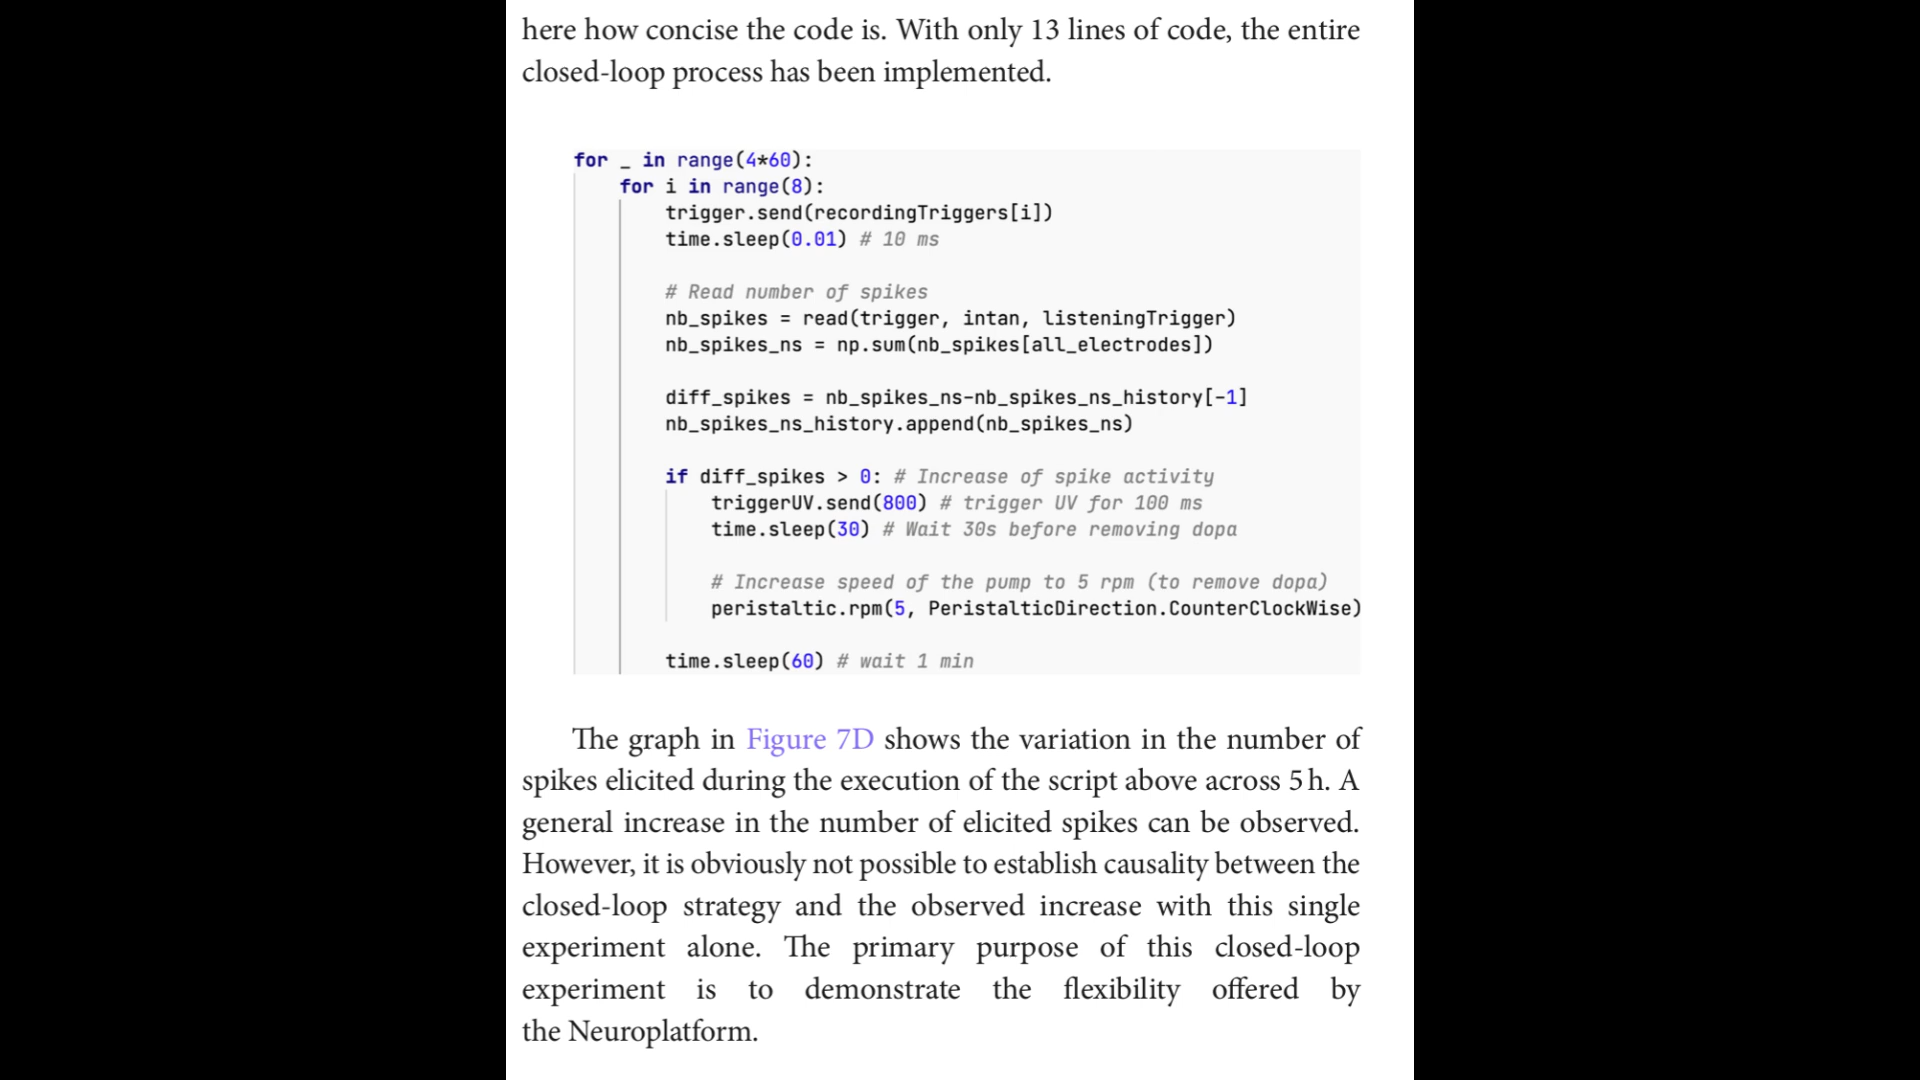 here how concise the code is. With only 13 lines of code, the entire
closed-loop process has been implemented.
for _ in range(4*60):
for i in range(8):
trigger.send(recordingTriggers[i])
time.sleep(0.01) # 10 ms
# Read number of spikes
nb_spikes = read(trigger, intan, listeningTrigger)
nb_spikes_ns = np.sum(nb_spikes[all_electrodes])
diff_spikes = nb_spikes_ns-nb_spikes_ns_history[-1]
nb_spikes_ns_history.append(nb_spikes_ns)
if diff_spikes > 0: # Increase of spike activity
triggerUV.send(800) # trigger UV for 100 ms
time.sleep(30) # Wait 30s before removing dopa
# Increase speed of the pump to 5 rpm (to remove dopa)
peristaltic.rpm(5, PeristalticDirection.CounterClockWise)
time.sleep(60) # wait 1 min
The graph in Figure 7D shows the variation in the number of
spikes elicited during the execution of the script above across 5 h. A
general increase in the number of elicited spikes can be observed.
However, it is obviously not possible to establish causality between the
closed-loop strategy and the observed increase with this single
experiment alone. The primary purpose of this closed-loop
experiment is to demonstrate the flexibility offered by
the Neuroplatform.